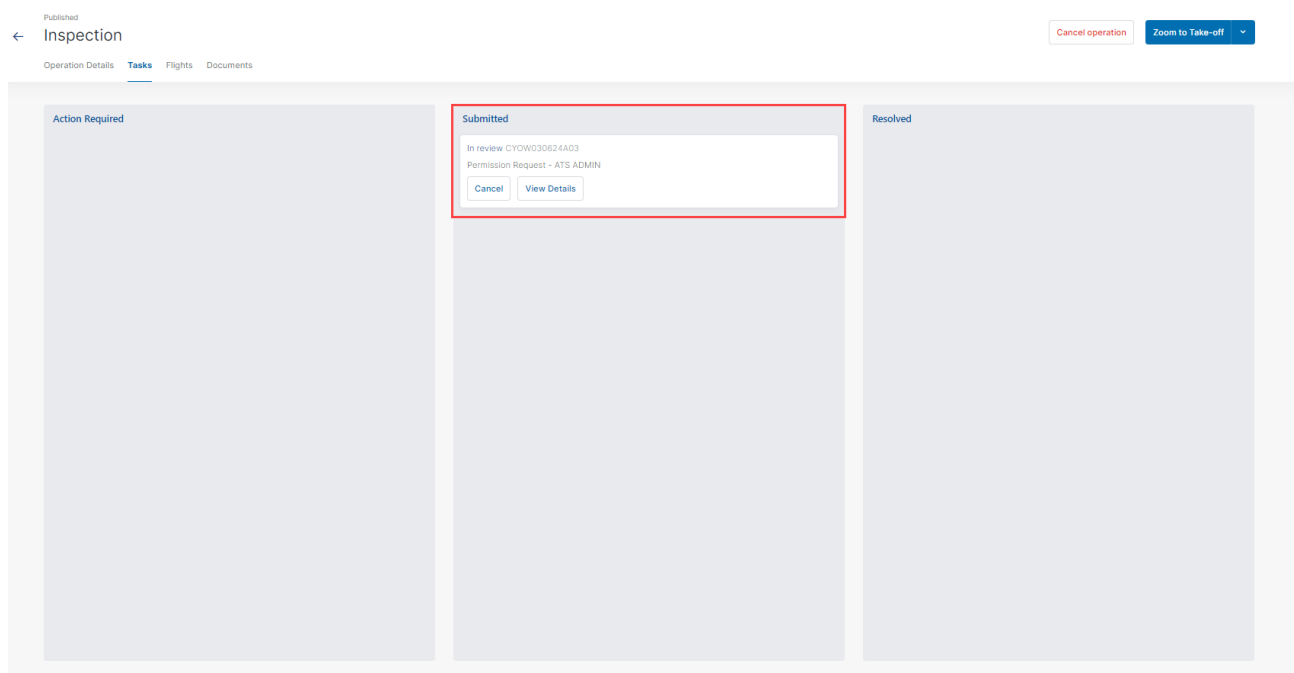 Published
Inspection
Cancel operation
Zoom to Take-off
Operation Details Tasks Flights Documents
Action Required
Submitted
In review CYOW030624A03
Permission Request - ATS ADMIN
Cancel View Details
Resolved